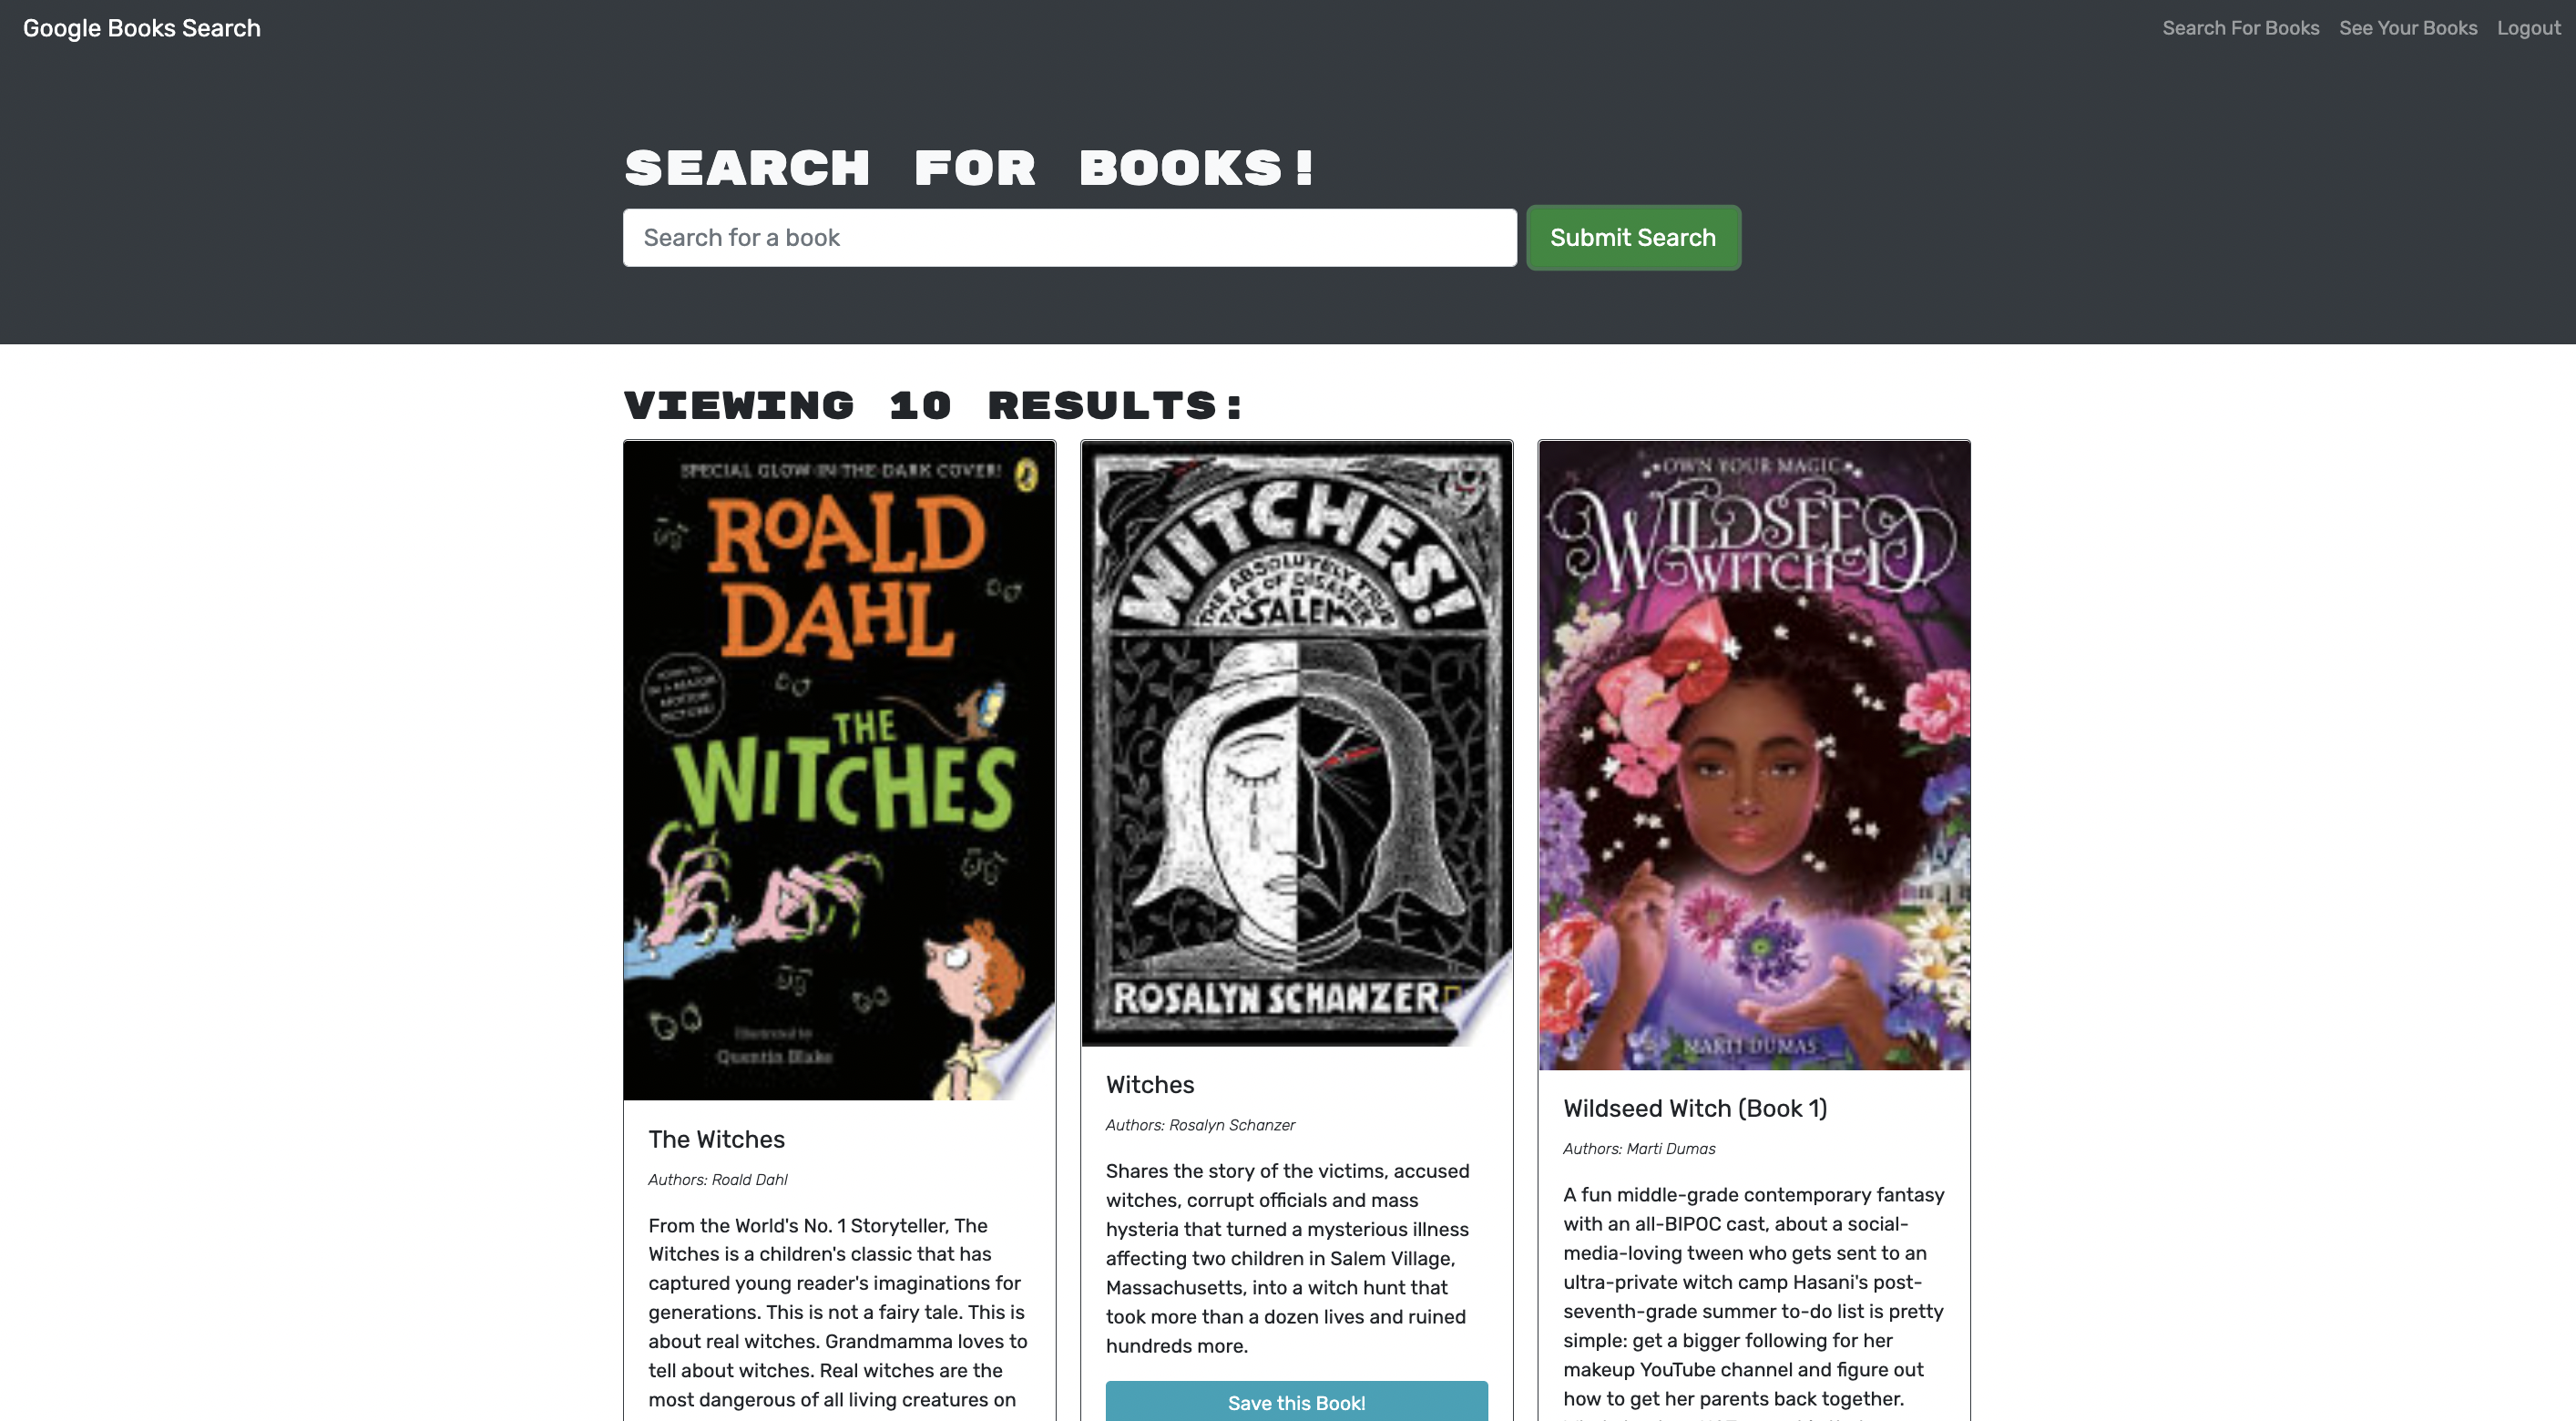 Google Books Search
Search For Books
See Your Books
Logout
SEARCH FOR BOOKS!
Search for a book
Submit Search
VIEWING 10 RESULTS:
SPECIAL GLOW-IN-THE-DARK COVER!
ROALD
DAHL
THE
WITCHES
Illustrated by
Quentin Blake
The Witches
Authors: Roald Dahl
From the World's No. 1 Storyteller, The
Witches is a children's classic that has
captured young reader's imaginations for
generations. This is not a fairy tale. This is
about real witches. Grandmamma loves to
tell about witches. Real witches are the
most dangerous of all living creatures on
WITCHES!
THE ABSOLUTELY TRUE
TALE OF DISASTER
IN
SALEM
ROSALYN SCHANZER
Witches
Authors: Rosalyn Schanzer
Shares the story of the victims, accused
witches, corrupt officials and mass
hysteria that turned a mysterious illness
affecting two children in Salem Village,
Massachusetts, into a witch hunt that
took more than a dozen lives and ruined
hundreds more.
Save this Book!
OWN YOUR MAGIC
WILDSEED
WITCH
MARTI DUMAS
Wildseed Witch (Book 1)
Authors: Marti Dumas
A fun middle-grade contemporary fantasy
with an all-BIPOC cast, about a social-
media-loving tween who gets sent to an
ultra-private witch camp Hasani's post-
seventh-grade summer to-do list is pretty
simple: get a bigger following for her
makeup YouTube channel and figure out
how to get her parents back together.